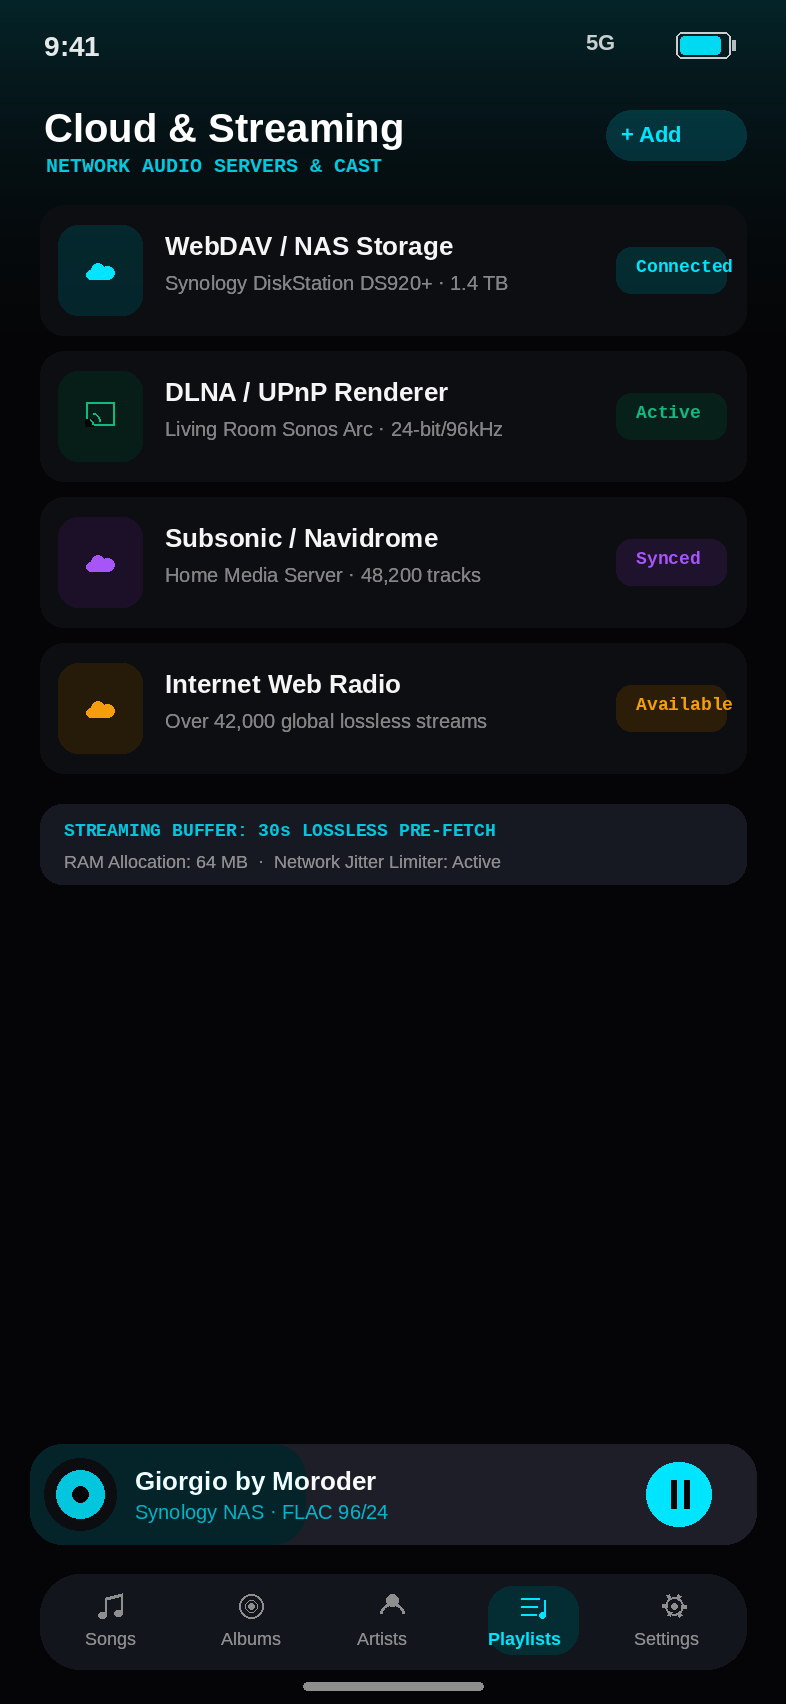 9:41
5G
Cloud & Streaming
+ Add
NETWORK AUDIO SERVERS & CAST
WebDAV / NAS Storage
Connected
Synology DiskStation DS920+ · 1.4 TB
DLNA / UPnP Renderer
Active
Living Room Sonos Arc · 24-bit/96kHz
Subsonic / Navidrome
Synced
Home Media Server · 48,200 tracks
Internet Web Radio
Available
Over 42,000 global lossless streams
STREAMING BUFFER: 30s LOSSLESS PRE-FETCH
RAM Allocation: 64 MB · Network Jitter Limiter: Active
Giorgio by Moroder
Synology NAS · FLAC 96/24
Songs
Albums
Artists
Playlists
Settings